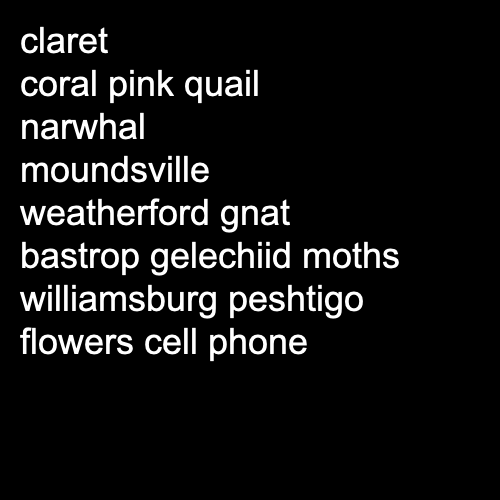 claret
coral pink quail
narwhal
moundsville
weatherford gnat
bastrop gelechiid moths
williamsburg peshtigo
flowers cell phone